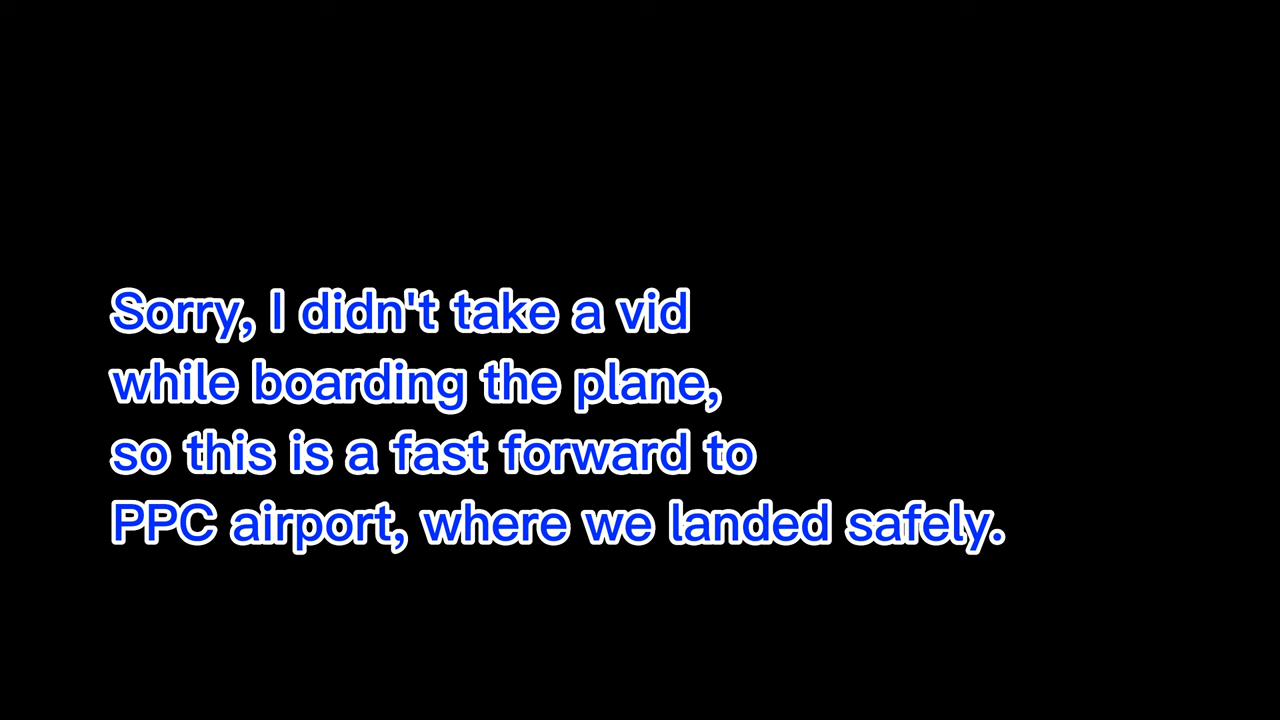 Sorry, I didn't take a vid
while boarding the plane,
so this is a fast forward to
PPC airport, where we landed safely.